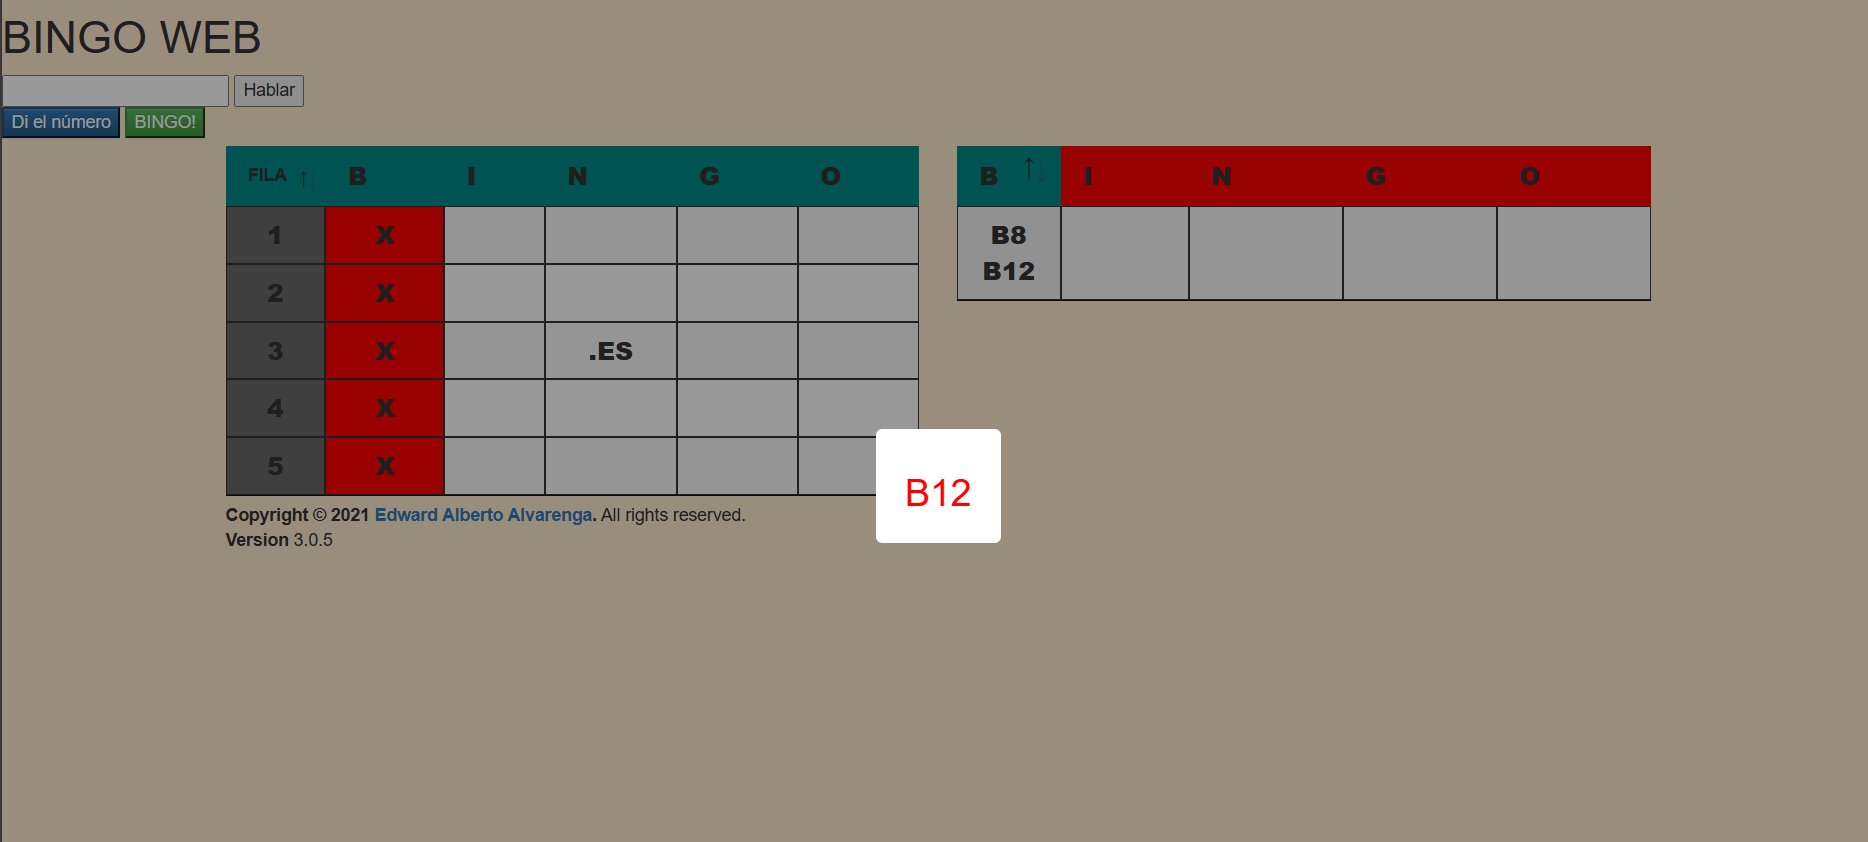 BINGO WEB
Hablar
Di el número BINGO!
FILA B I N G O
1 X
2 X
3 X .ES
4 X
5 X
B I N G O
B8
B12
B12
Copyright © 2021 Edward Alberto Alvarenga. All rights reserved.
Version 3.0.5